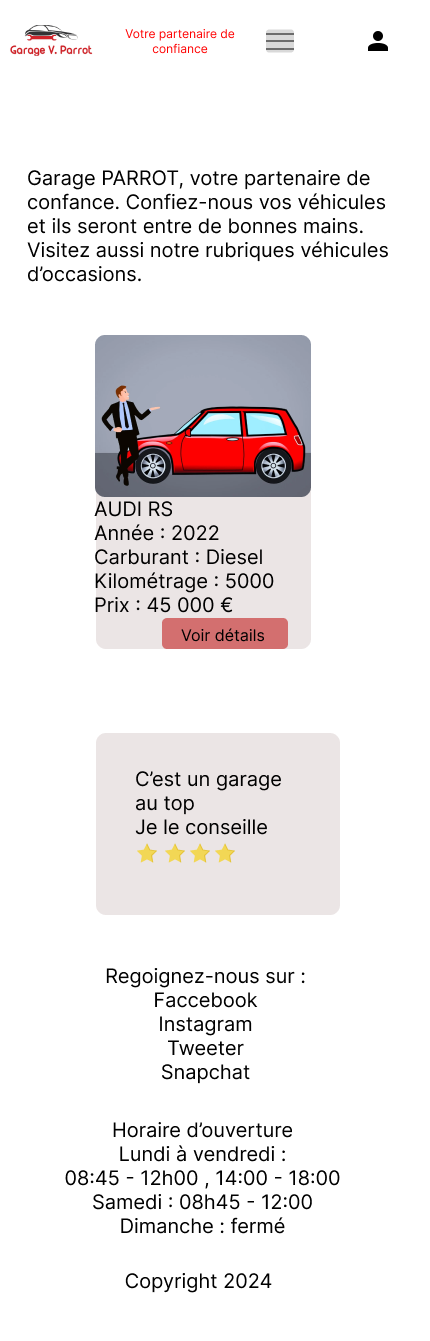 Garage V. Parrot
Votre partenaire de
confiance
Garage PARROT, votre partenaire de
confance. Confiez-nous vos véhicules
et ils seront entre de bonnes mains.
Visitez aussi notre rubriques véhicules
d’occasions.
AUDI RS
Année : 2022
Carburant : Diesel
Kilométrage : 5000
Prix : 45 000 €
Voir détails
C’est un garage
au top
Je le conseille
⭐ ⭐⭐⭐
Regoignez-nous sur :
Faccebook
Instagram
Tweeter
Snapchat
Horaire d’ouverture
Lundi à vendredi :
08:45 - 12h00 , 14:00 - 18:00
Samedi : 08h45 - 12:00
Dimanche : fermé
Copyright 2024